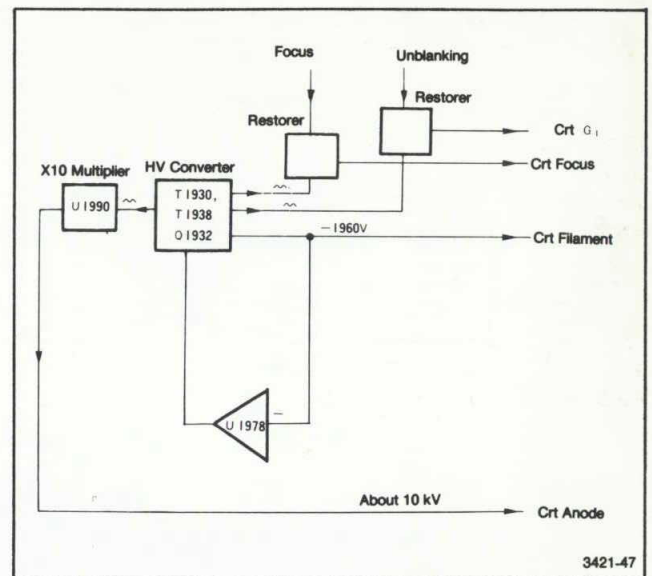 Focus
Unblanking
Restorer
Restorer
Crt G1
Crt Focus
X10 Multiplier
HV Converter
U1990
T1930,
T1938
Q1932
−1960V
Crt Filament
−
U1978
About 10 kV
Crt Anode
3421-47